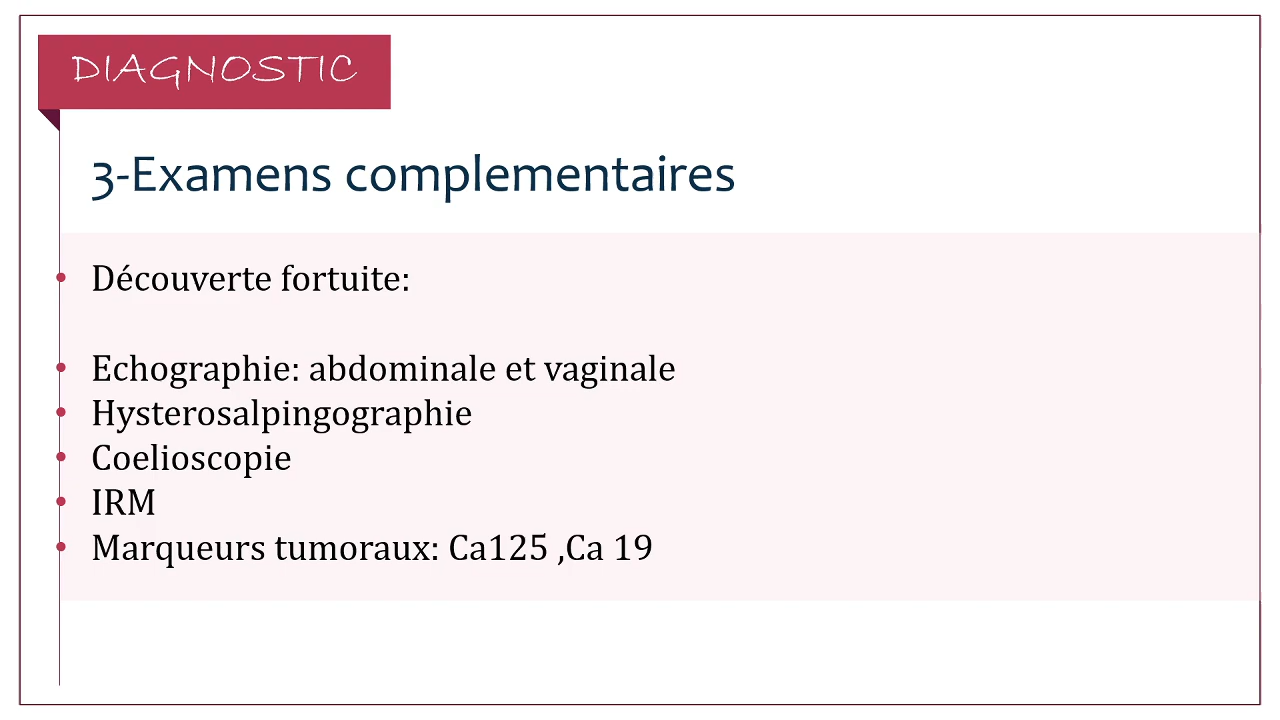 DIAGNOSTIC
3-Examens complementaires
• Découverte fortuite:
• Echographie: abdominale et vaginale
• Hysterosalpingographie
• Coelioscopie
• IRM
• Marqueurs tumoraux: Ca125 ,Ca 19